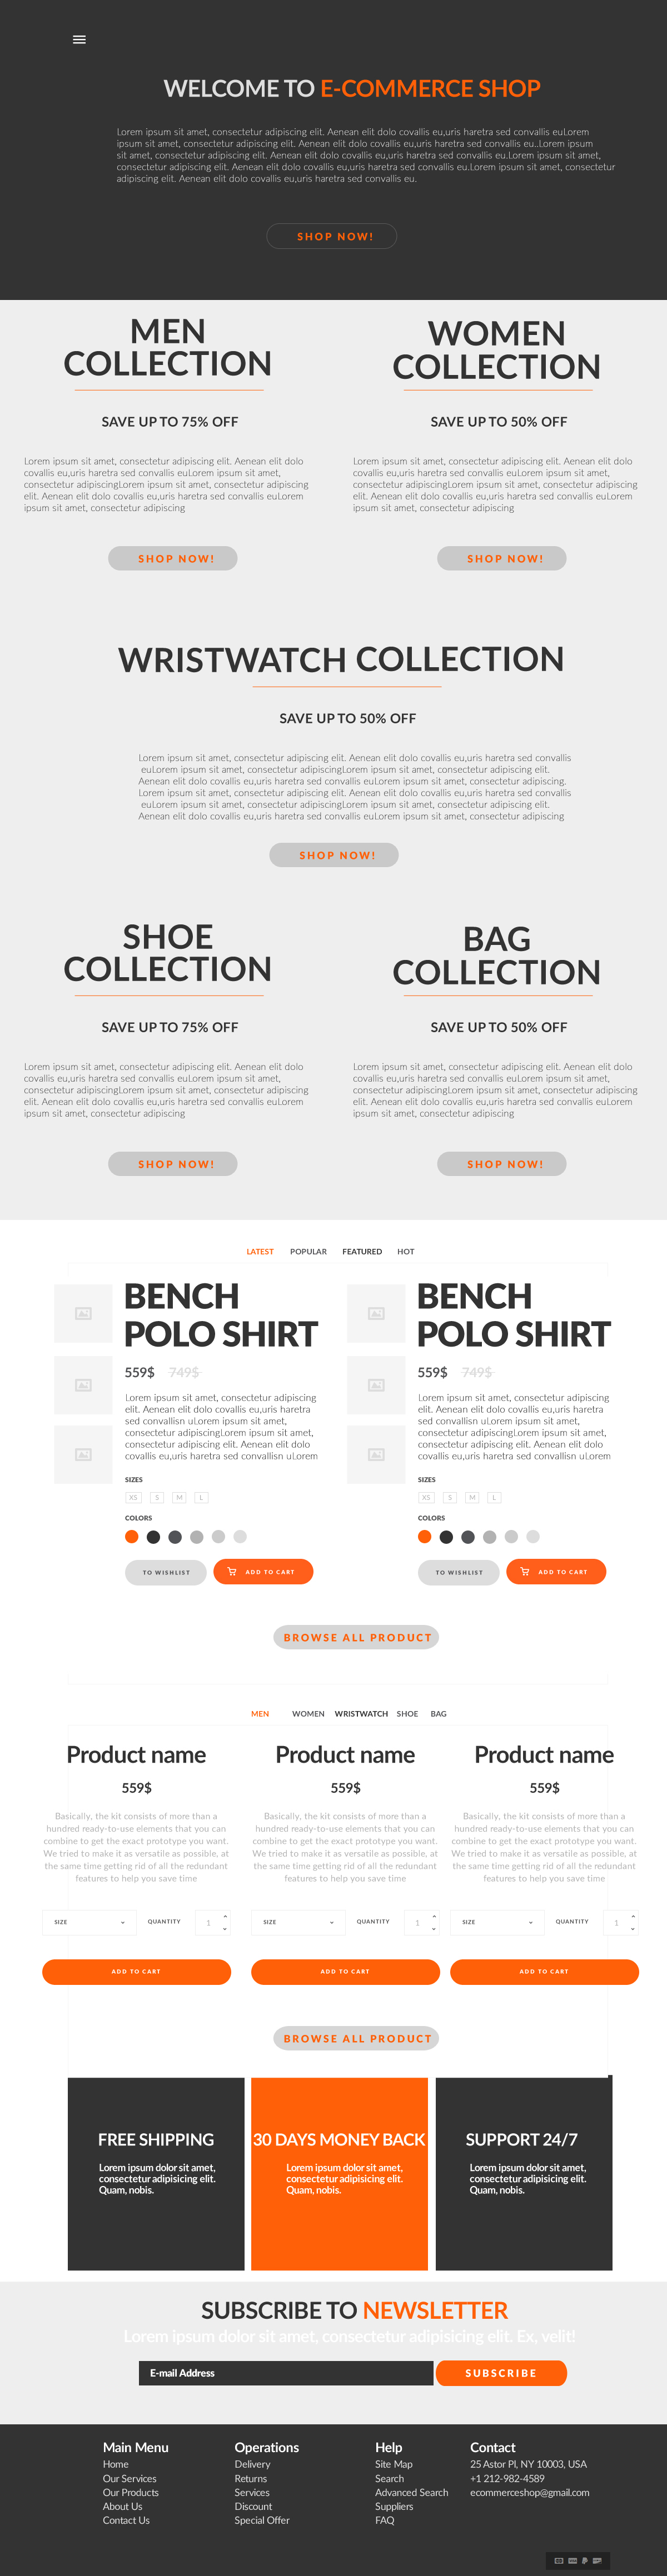 WELCOME TO E-COMMERCE SHOP
Lorem ipsum sit amet, consectetur adipiscing elit. Aenean elit dolo covallis eu,uris haretra sed convallis euLorem
ipsum sit amet, consectetur adipiscing elit. Aenean elit dolo covallis eu,uris haretra sed convallis eu..Lorem ipsum
sit amet, consectetur adipiscing elit. Aenean elit dolo covallis eu,uris haretra sed convallis eu.Lorem ipsum sit amet,
consectetur adipiscing elit. Aenean elit dolo covallis eu,uris haretra sed convallis eu.Lorem ipsum sit amet, consectetur
adipiscing elit. Aenean elit dolo covallis eu,uris haretra sed convallis eu.
SHOP NOW!
MEN
COLLECTION
SAVE UP TO 75% OFF
Lorem ipsum sit amet, consectetur adipiscing elit. Aenean elit dolo
covallis eu,uris haretra sed convallis euLorem ipsum sit amet,
consectetur adipiscingLorem ipsum sit amet, consectetur adipiscing
elit. Aenean elit dolo covallis eu,uris haretra sed convallis euLorem
ipsum sit amet, consectetur adipiscing
SHOP NOW!
WOMEN
COLLECTION
SAVE UP TO 50% OFF
Lorem ipsum sit amet, consectetur adipiscing elit. Aenean elit dolo
covallis eu,uris haretra sed convallis euLorem ipsum sit amet,
consectetur adipiscingLorem ipsum sit amet, consectetur adipiscing
elit. Aenean elit dolo covallis eu,uris haretra sed convallis euLorem
ipsum sit amet, consectetur adipiscing
SHOP NOW!
WRISTWATCH COLLECTION
SAVE UP TO 50% OFF
Lorem ipsum sit amet, consectetur adipiscing elit. Aenean elit dolo covallis eu,uris haretra sed convallis
euLorem ipsum sit amet, consectetur adipiscingLorem ipsum sit amet, consectetur adipiscing elit.
Aenean elit dolo covallis eu,uris haretra sed convallis euLorem ipsum sit amet, consectetur adipiscing.
Lorem ipsum sit amet, consectetur adipiscing elit. Aenean elit dolo covallis eu,uris haretra sed convallis
euLorem ipsum sit amet, consectetur adipiscingLorem ipsum sit amet, consectetur adipiscing elit.
Aenean elit dolo covallis eu,uris haretra sed convallis euLorem ipsum sit amet, consectetur adipiscing
SHOP NOW!
SHOE
COLLECTION
SAVE UP TO 75% OFF
Lorem ipsum sit amet, consectetur adipiscing elit. Aenean elit dolo
covallis eu,uris haretra sed convallis euLorem ipsum sit amet,
consectetur adipiscingLorem ipsum sit amet, consectetur adipiscing
elit. Aenean elit dolo covallis eu,uris haretra sed convallis euLorem
ipsum sit amet, consectetur adipiscing
SHOP NOW!
BAG
COLLECTION
SAVE UP TO 50% OFF
Lorem ipsum sit amet, consectetur adipiscing elit. Aenean elit dolo
covallis eu,uris haretra sed convallis euLorem ipsum sit amet,
consectetur adipiscingLorem ipsum sit amet, consectetur adipiscing
elit. Aenean elit dolo covallis eu,uris haretra sed convallis euLorem
ipsum sit amet, consectetur adipiscing
SHOP NOW!
LATEST POPULAR FEATURED HOT
BENCH
POLO SHIRT
559$ 749$
Lorem ipsum sit amet, consectetur adipiscing
elit. Aenean elit dolo covallis eu,uris haretra
sed convallisn uLorem ipsum sit amet,
consectetur adipiscingLorem ipsum sit amet,
consectetur adipiscing elit. Aenean elit dolo
covallis eu,uris haretra sed convallisn uLorem
SIZES
XS S M L
COLORS
TO WISHLIST ADD TO CART
BENCH
POLO SHIRT
559$ 749$
Lorem ipsum sit amet, consectetur adipiscing
elit. Aenean elit dolo covallis eu,uris haretra
sed convallisn uLorem ipsum sit amet,
consectetur adipiscingLorem ipsum sit amet,
consectetur adipiscing elit. Aenean elit dolo
covallis eu,uris haretra sed convallisn uLorem
SIZES
XS S M L
COLORS
TO WISHLIST ADD TO CART
BROWSE ALL PRODUCT
MEN WOMEN WRISTWATCH SHOE BAG
Product name
559$
Basically, the kit consists of more than a
hundred ready-to-use elements that you can
combine to get the exact prototype you want.
We tried to make it as versatile as possible, at
the same time getting rid of all the redundant
features to help you save time
SIZE QUANTITY 1
ADD TO CART
Product name
559$
Basically, the kit consists of more than a
hundred ready-to-use elements that you can
combine to get the exact prototype you want.
We tried to make it as versatile as possible, at
the same time getting rid of all the redundant
features to help you save time
SIZE QUANTITY 1
ADD TO CART
Product name
559$
Basically, the kit consists of more than a
hundred ready-to-use elements that you can
combine to get the exact prototype you want.
We tried to make it as versatile as possible, at
the same time getting rid of all the redundant
features to help you save time
SIZE QUANTITY 1
ADD TO CART
BROWSE ALL PRODUCT
FREE SHIPPING
Lorem ipsum dolor sit amet,
consectetur adipisicing elit.
Quam, nobis.
30 DAYS MONEY BACK
Lorem ipsum dolor sit amet,
consectetur adipisicing elit.
Quam, nobis.
SUPPORT 24/7
Lorem ipsum dolor sit amet,
consectetur adipisicing elit.
Quam, nobis.
SUBSCRIBE TO NEWSLETTER
Lorem ipsum dolor sit amet, consectetur adipisicing elit. Ex, velit!
E-mail Address
SUBSCRIBE
Main Menu
Home
Our Services
Our Products
About Us
Contact Us
Operations
Delivery
Returns
Services
Discount
Special Offer
Help
Site Map
Search
Advanced Search
Suppliers
FAQ
Contact
25 Astor Pl, NY 10003, USA
+1 212-982-4589
ecommerceshop@gmail.com